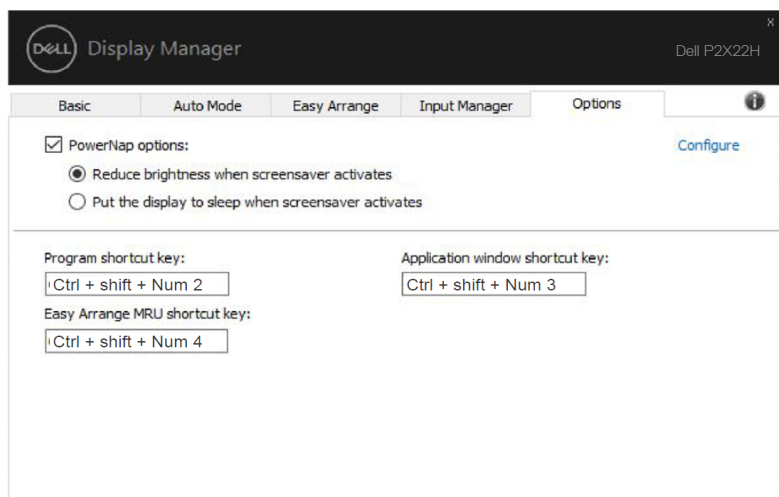 DELL Display Manager
x
Dell P2X22H
Basic Auto Mode Easy Arrange Input Manager Options
PowerNap options: Configure
Reduce brightness when screensaver activates
Put the display to sleep when screensaver activates
Program shortcut key: Application window shortcut key:
Ctrl + shift + Num 2 Ctrl + shift + Num 3
Easy Arrange MRU shortcut key:
Ctrl + shift + Num 4